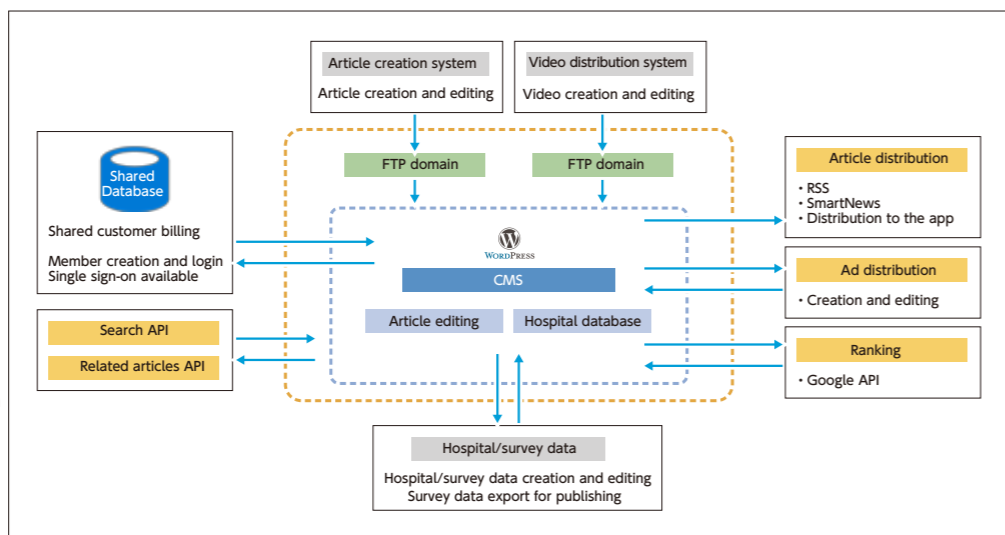 Article creation system
Article creation and editing
Video distribution system
Video creation and editing
FTP domain
FTP domain
Shared
Database
Shared customer billing
Member creation and login
Single sign-on available
Search API
Related articles API
WORDPRESS
CMS
Article editing
Hospital database
Article distribution
・RSS
・SmartNews
・Distribution to the app
Ad distribution
・Creation and editing
Ranking
・Google API
Hospital/survey data
Hospital/survey data creation and editing
Survey data export for publishing